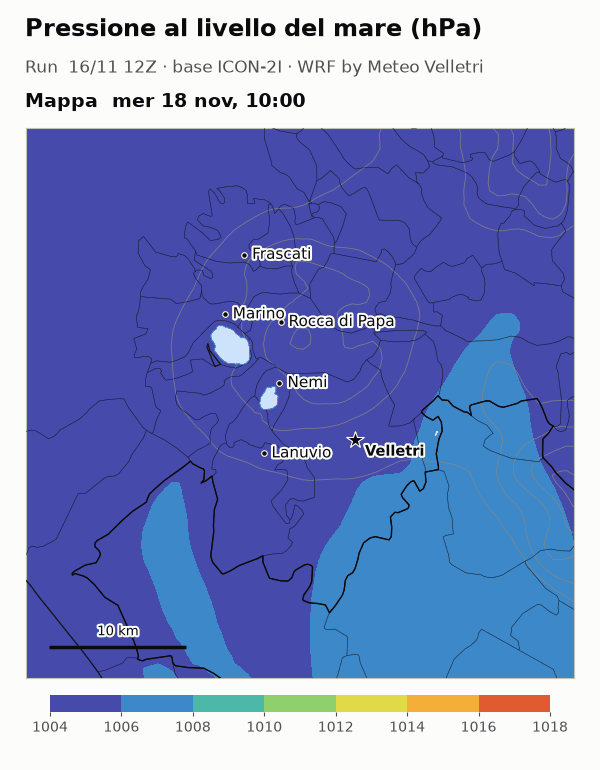 Pressione al livello del mare (hPa)
Run  16/11 12Z · base ICON-2I · WRF by Meteo Velletri
Mappa  mer 18 nov, 10:00
Frascati
Marino
Rocca di Papa
Nemi
Velletri
Lanuvio
10 km
1004 1006 1008 1010 1012 1014 1016 1018